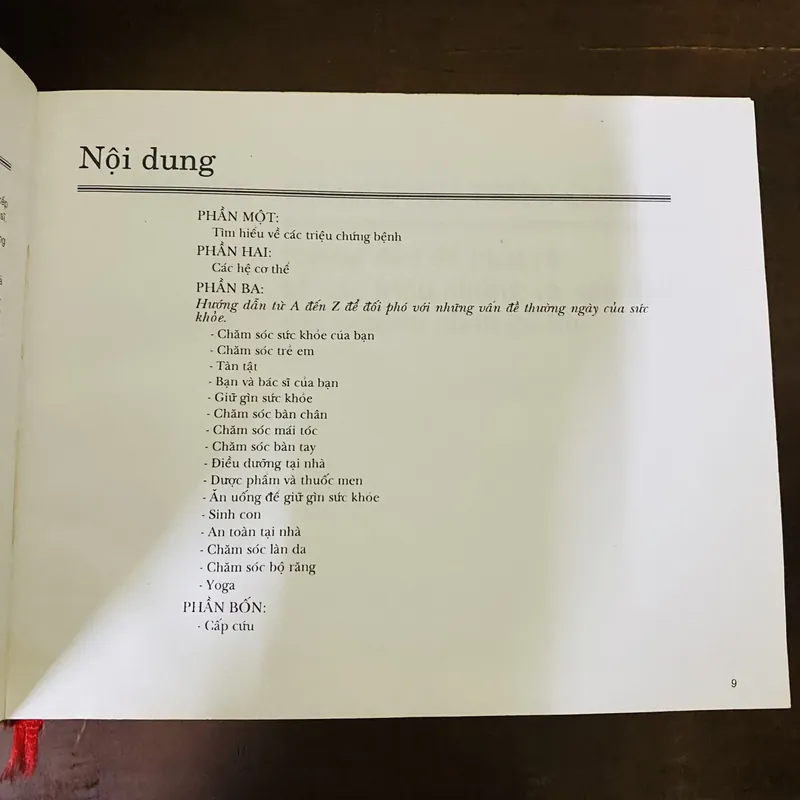 Nội dung
PHẦN MỘT:
Tìm hiểu về các triệu chứng bệnh
PHẦN HAI:
Các hệ cơ thể
PHẦN BA:
Hướng dẫn từ A đến Z để đối phó với những vấn đề thường ngày của sức
khỏe.
- Chăm sóc sức khỏe của bạn
- Chăm sóc trẻ em
- Tàn tật
- Bạn và bác sĩ của bạn
- Giữ gìn sức khỏe
- Chăm sóc bàn chân
- Chăm sóc mái tóc
- Chăm sóc bàn tay
- Điều dưỡng tại nhà
- Dược phẩm và thuốc men
- Ăn uống để giữ gìn sức khỏe
- Sinh con
- An toàn tại nhà
- Chăm sóc làn da
- Chăm sóc bộ răng
- Yoga
PHẦN BỐN:
- Cấp cứu
9